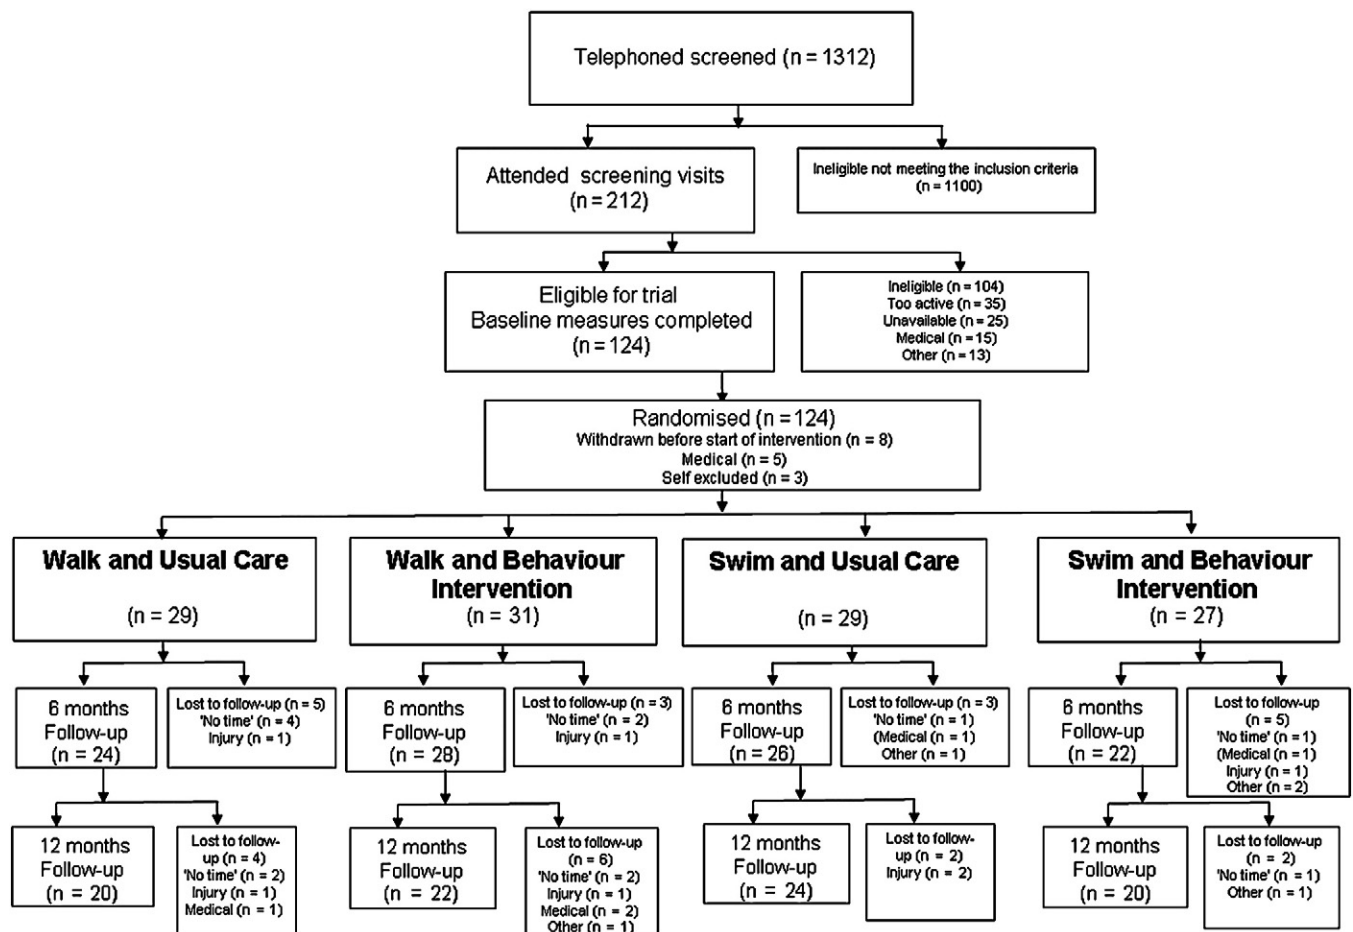 Telephoned screened (n = 1312)
Attended screening visits
(n = 212)
Ineligible not meeting the inclusion criteria
(n = 1100)
Eligible for trial
Baseline measures completed
(n = 124)
Ineligible (n = 104)
Too active (n = 35)
Unavailable (n = 25)
Medical (n = 15)
Other (n = 13)
Randomised (n = 124)
Withdrawn before start of intervention (n = 8)
Medical (n = 5)
Self excluded (n = 3)
Walk and Usual Care
(n = 29)
Walk and Behaviour
Intervention
(n = 31)
Swim and Usual Care
(n = 29)
Swim and Behaviour
Intervention
(n = 27)
6 months
Follow-up
(n = 24)
Lost to follow-up (n = 5)
'No time' (n = 4)
Injury (n = 1)
6 months
Follow-up
(n = 28)
Lost to follow-up (n = 3)
'No time' (n = 2)
Injury (n = 1)
6 months
Follow-up
(n = 26)
Lost to follow-up (n = 3)
'No time' (n = 1)
(Medical (n = 1)
Other (n = 1)
6 months
Follow-up
(n = 22)
Lost to follow-up
(n = 5)
'No time' (n = 1)
(Medical (n = 1)
Injury (n = 1)
Other (n = 2)
12 months
Follow-up
(n = 20)
Lost to follow-
up (n = 4)
'No time' (n = 2)
Injury (n = 1)
Medical (n = 1)
12 months
Follow-up
(n = 22)
Lost to follow-up
(n = 6)
'No time' (n = 2)
Injury (n = 1)
Medical (n = 2)
Other (n = 1)
12 months
Follow-up
(n = 24)
Lost to follow-
up (n = 2)
Injury (n = 2)
12 months
Follow-up
(n = 20)
Lost to follow-up
(n = 2)
'No time' (n = 1)
Other (n = 1)